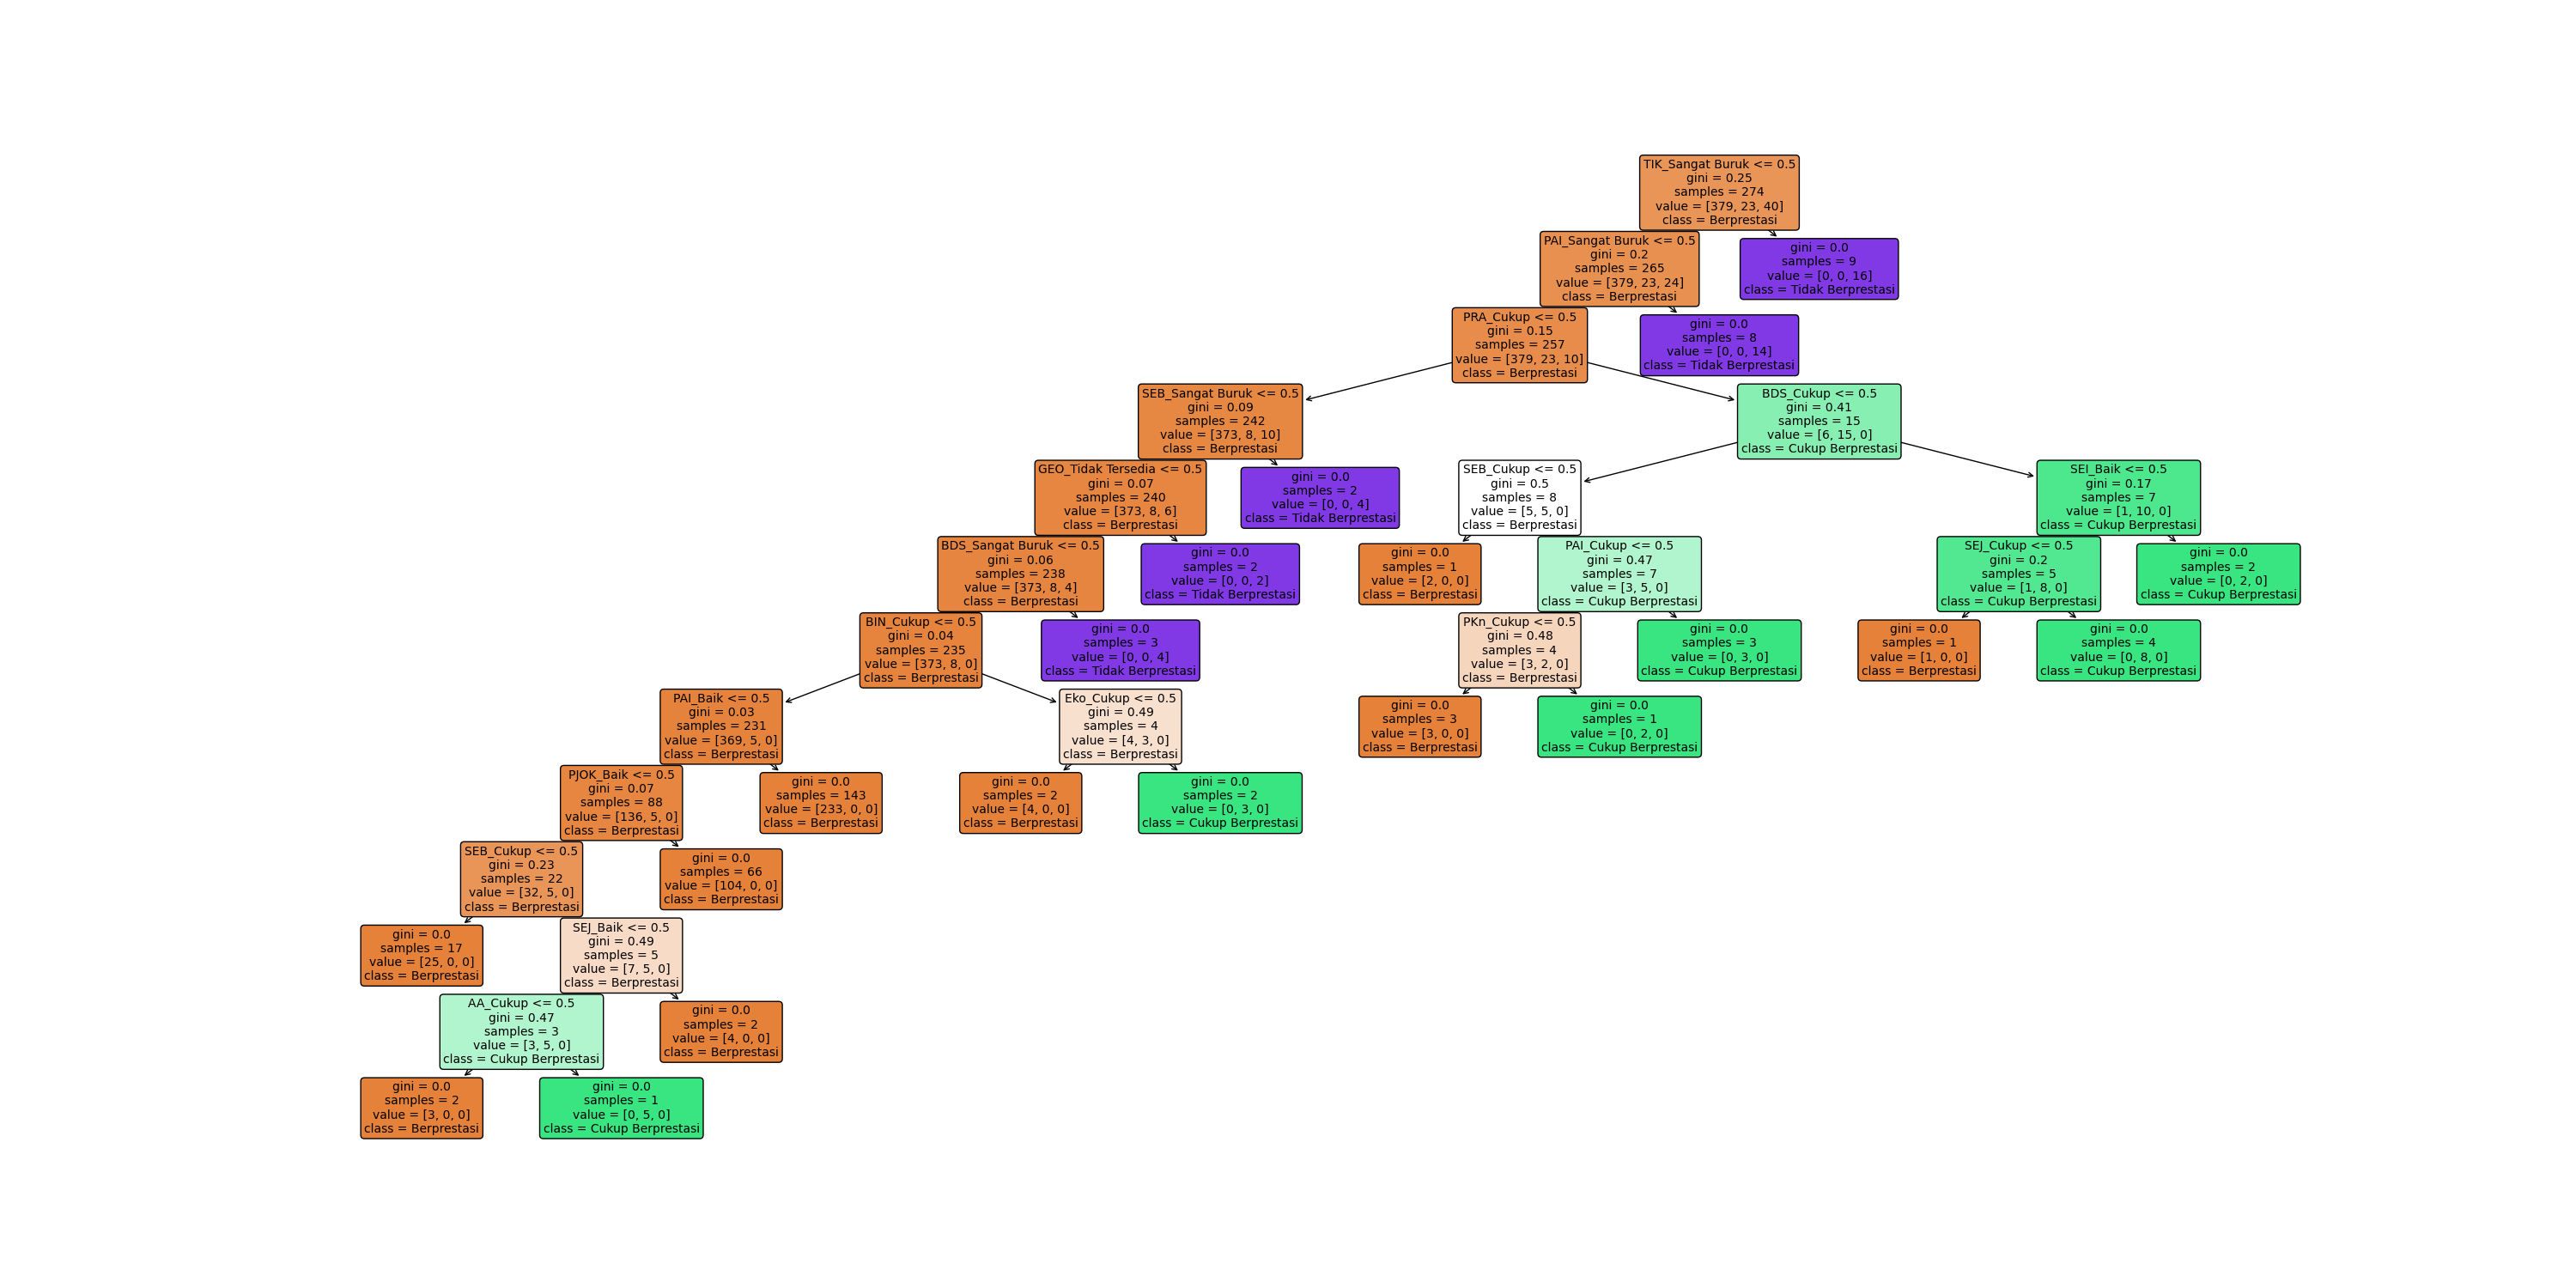 TIK_Sangat Buruk <= 0.5
gini = 0.25
samples = 274
value = [379, 23, 40]
class = Berprestasi
PAI_Sangat Buruk <= 0.5
gini = 0.2
samples = 265
value = [379, 23, 24]
class = Berprestasi
gini = 0.0
samples = 9
value = [0, 0, 16]
class = Tidak Berprestasi
PRA_Cukup <= 0.5
gini = 0.15
samples = 257
value = [379, 23, 10]
class = Berprestasi
gini = 0.0
samples = 8
value = [0, 0, 14]
class = Tidak Berprestasi
SEB_Sangat Buruk <= 0.5
gini = 0.09
samples = 242
value = [373, 8, 10]
class = Berprestasi
BDS_Cukup <= 0.5
gini = 0.41
samples = 15
value = [6, 15, 0]
class = Cukup Berprestasi
GEO_Tidak Tersedia <= 0.5
gini = 0.07
samples = 240
value = [373, 8, 6]
class = Berprestasi
gini = 0.0
samples = 2
value = [0, 0, 4]
class = Tidak Berprestasi
SEB_Cukup <= 0.5
gini = 0.5
samples = 8
value = [5, 5, 0]
class = Berprestasi
SEI_Baik <= 0.5
gini = 0.17
samples = 7
value = [1, 10, 0]
class = Cukup Berprestasi
BDS_Sangat Buruk <= 0.5
gini = 0.06
samples = 238
value = [373, 8, 4]
class = Berprestasi
gini = 0.0
samples = 2
value = [0, 0, 2]
class = Tidak Berprestasi
gini = 0.0
samples = 1
value = [2, 0, 0]
class = Berprestasi
PAI_Cukup <= 0.5
gini = 0.47
samples = 7
value = [3, 5, 0]
class = Cukup Berprestasi
SEJ_Cukup <= 0.5
gini = 0.2
samples = 5
value = [1, 8, 0]
class = Cukup Berprestasi
gini = 0.0
samples = 2
value = [0, 2, 0]
class = Cukup Berprestasi
BIN_Cukup <= 0.5
gini = 0.04
samples = 235
value = [373, 8, 0]
class = Berprestasi
gini = 0.0
samples = 3
value = [0, 0, 4]
class = Tidak Berprestasi
PKn_Cukup <= 0.5
gini = 0.48
samples = 4
value = [3, 2, 0]
class = Berprestasi
gini = 0.0
samples = 3
value = [0, 3, 0]
class = Cukup Berprestasi
gini = 0.0
samples = 1
value = [1, 0, 0]
class = Berprestasi
gini = 0.0
samples = 4
value = [0, 8, 0]
class = Cukup Berprestasi
PAI_Baik <= 0.5
gini = 0.03
samples = 231
value = [369, 5, 0]
class = Berprestasi
Eko_Cukup <= 0.5
gini = 0.49
samples = 4
value = [4, 3, 0]
class = Berprestasi
gini = 0.0
samples = 3
value = [3, 0, 0]
class = Berprestasi
gini = 0.0
samples = 1
value = [0, 2, 0]
class = Cukup Berprestasi
PJOK_Baik <= 0.5
gini = 0.07
samples = 88
value = [136, 5, 0]
class = Berprestasi
gini = 0.0
samples = 143
value = [233, 0, 0]
class = Berprestasi
gini = 0.0
samples = 2
value = [4, 0, 0]
class = Berprestasi
gini = 0.0
samples = 2
value = [0, 3, 0]
class = Cukup Berprestasi
SEB_Cukup <= 0.5
gini = 0.23
samples = 22
value = [32, 5, 0]
class = Berprestasi
gini = 0.0
samples = 66
value = [104, 0, 0]
class = Berprestasi
gini = 0.0
samples = 17
value = [25, 0, 0]
class = Berprestasi
SEJ_Baik <= 0.5
gini = 0.49
samples = 5
value = [7, 5, 0]
class = Berprestasi
AA_Cukup <= 0.5
gini = 0.47
samples = 3
value = [3, 5, 0]
class = Cukup Berprestasi
gini = 0.0
samples = 2
value = [4, 0, 0]
class = Berprestasi
gini = 0.0
samples = 2
value = [3, 0, 0]
class = Berprestasi
gini = 0.0
samples = 1
value = [0, 5, 0]
class = Cukup Berprestasi